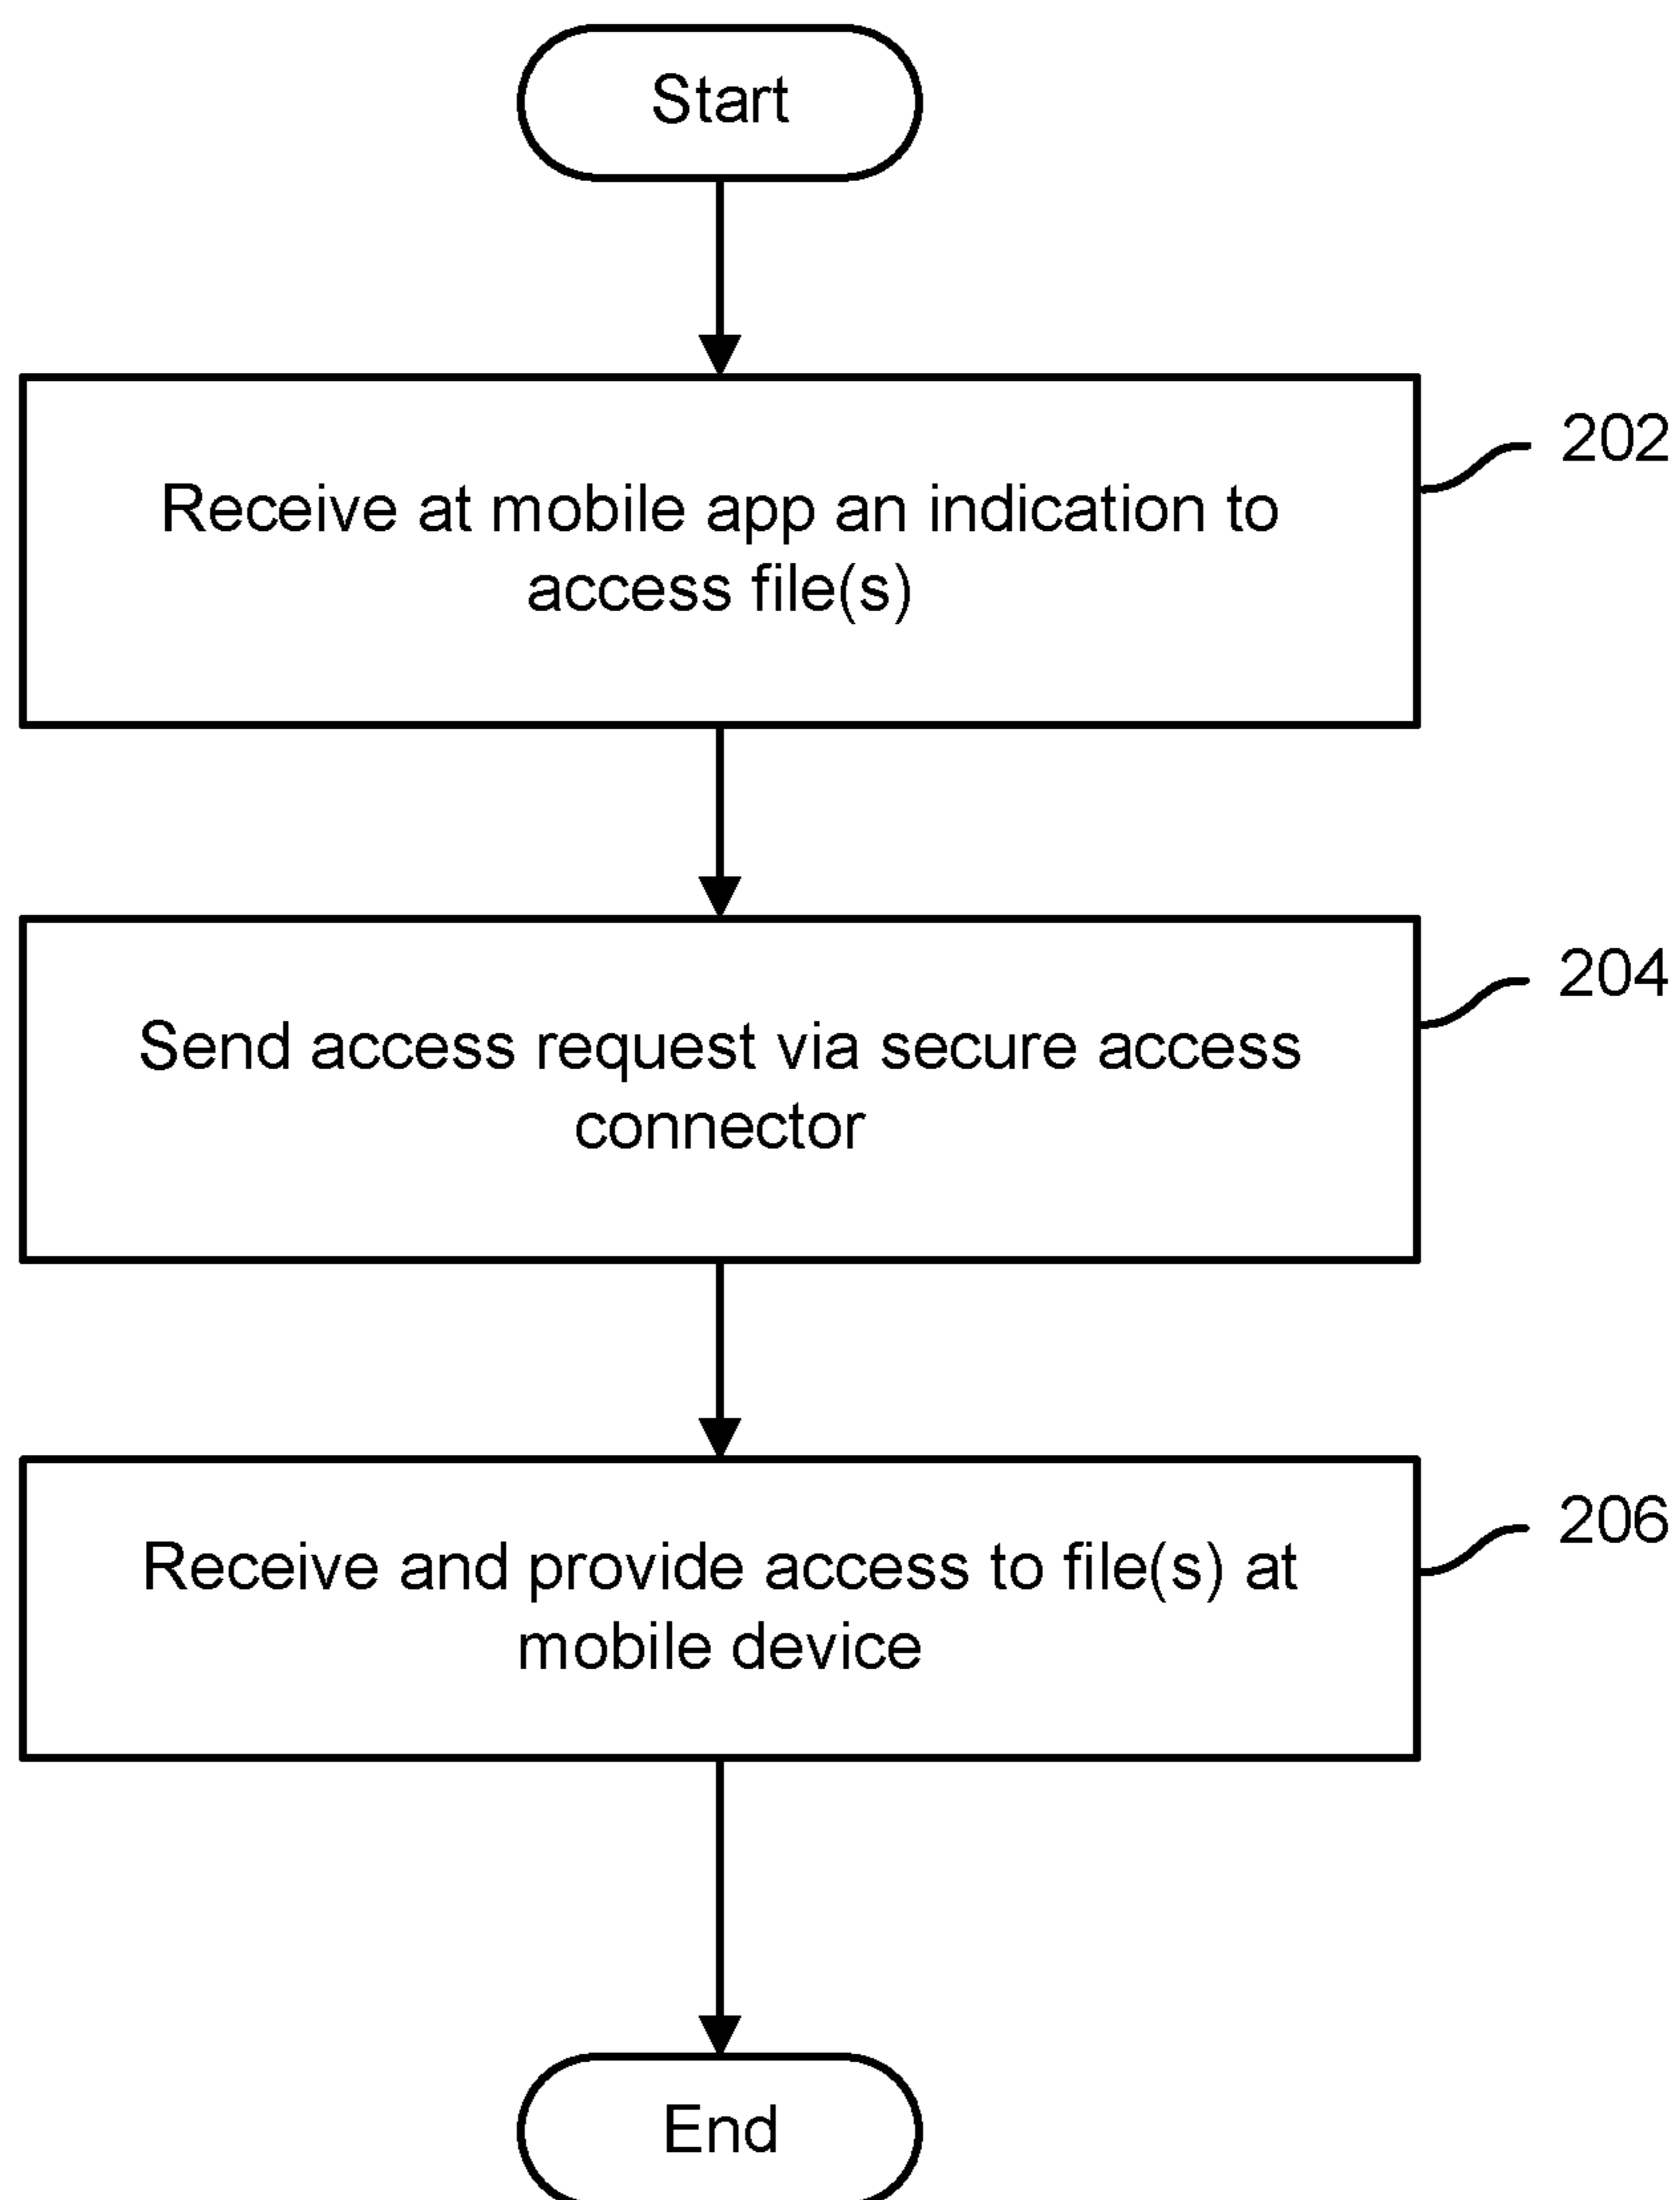 Start
Receive at mobile app an indication to
access file(s)
202
Send access request via secure access
connector
204
Receive and provide access to file(s) at
mobile device
206
End